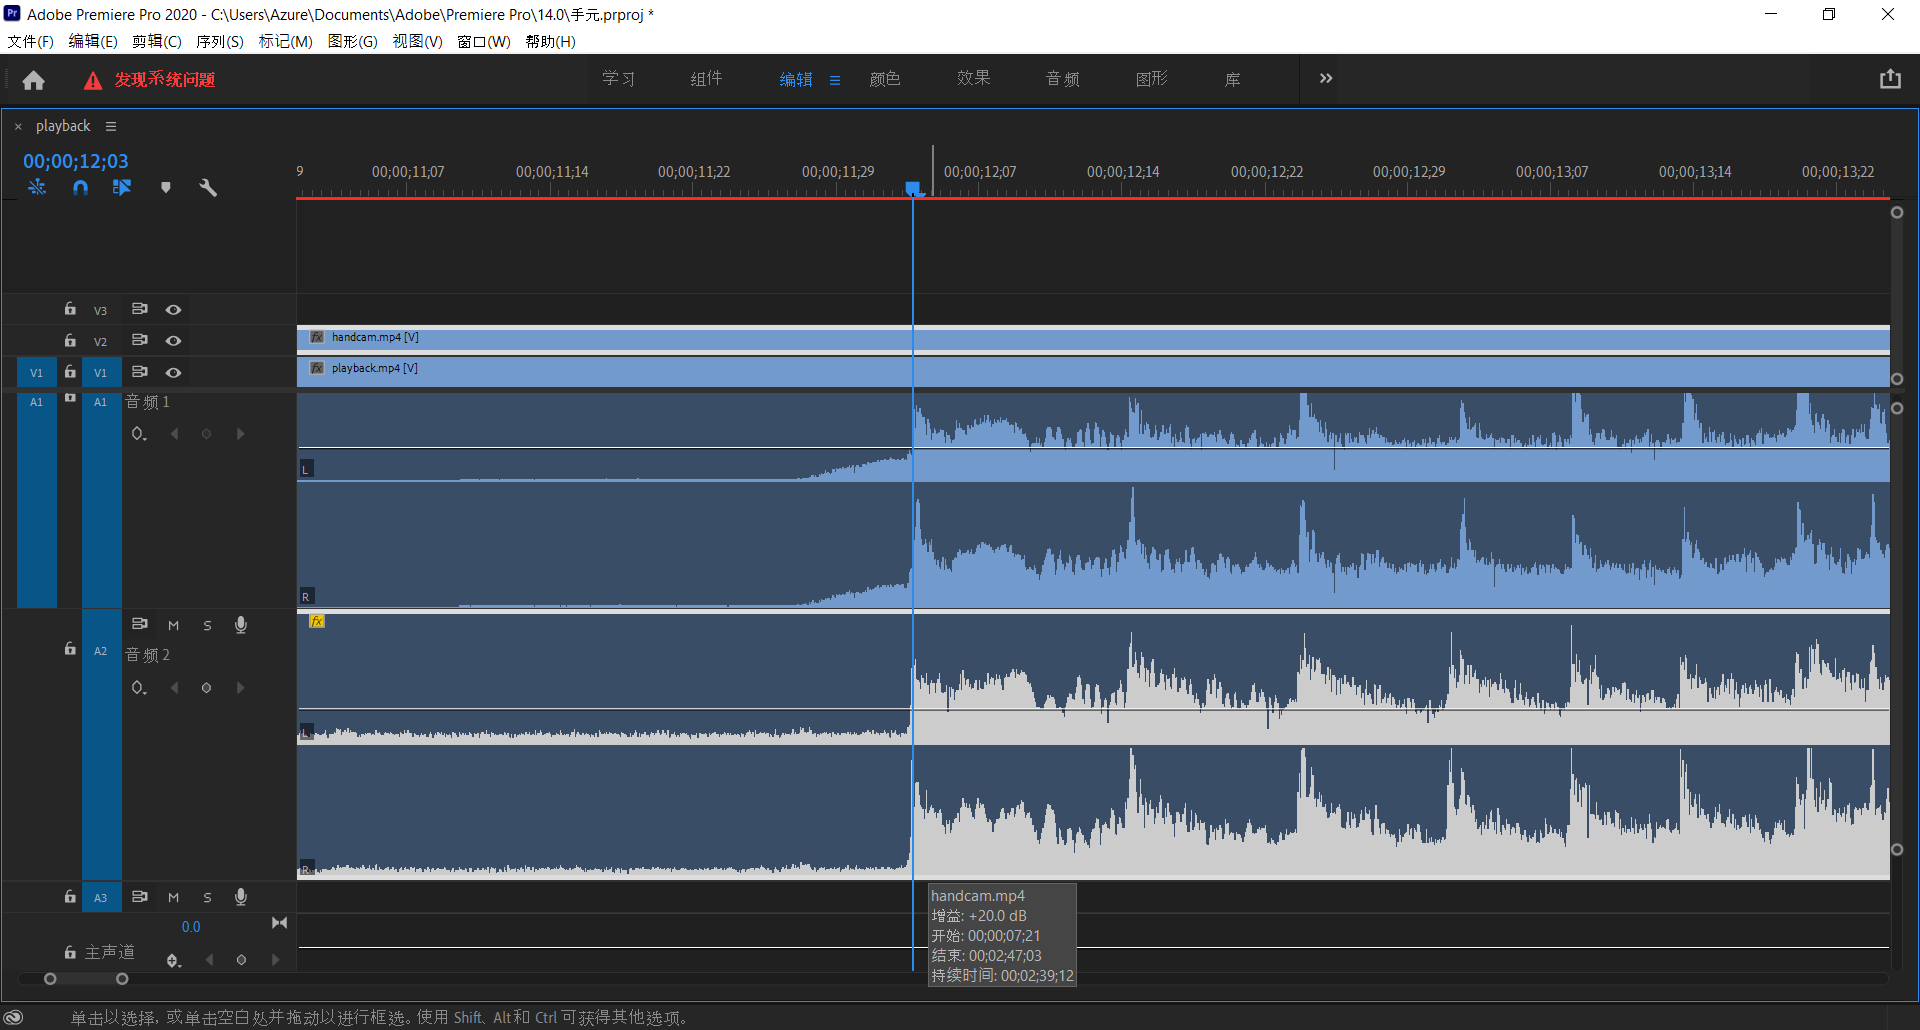 Pr Adobe Premiere Pro 2020 - C:\Users\Azure\Documents\Adobe\Premiere Pro\14.0\手元.prproj *
文件(F) 编辑(E) 剪辑(C) 序列(S) 标记(M) 图形(G) 视图(V) 窗口(W) 帮助(H)
发现系统问题 学习 组件 编辑 颜色 效果 音频 图形 库
playback
00;00;12;03
9 00;00;11;07 00;00;11;14 00;00;11;22 00;00;11;29 00;00;12;07 00;00;12;14 00;00;12;22 00;00;12;29 00;00;13;07 00;00;13;14 00;00;13;22
V3
V2 fx handcam.mp4 [V]
V1 V1 fx playback.mp4 [V]
A1 A1 音频 1
L
R
M S fx
A2 音频 2
L
R
A3 M S
0.0
主声道
handcam.mp4
增益: +20.0 dB
开始: 00;00;07;21
结束: 00;02;47;03
持续时间: 00;02;39;12
单击以选择, 或单击空白处并拖动以进行框选。使用 Shift、Alt 和 Ctrl 可获得其他选项。